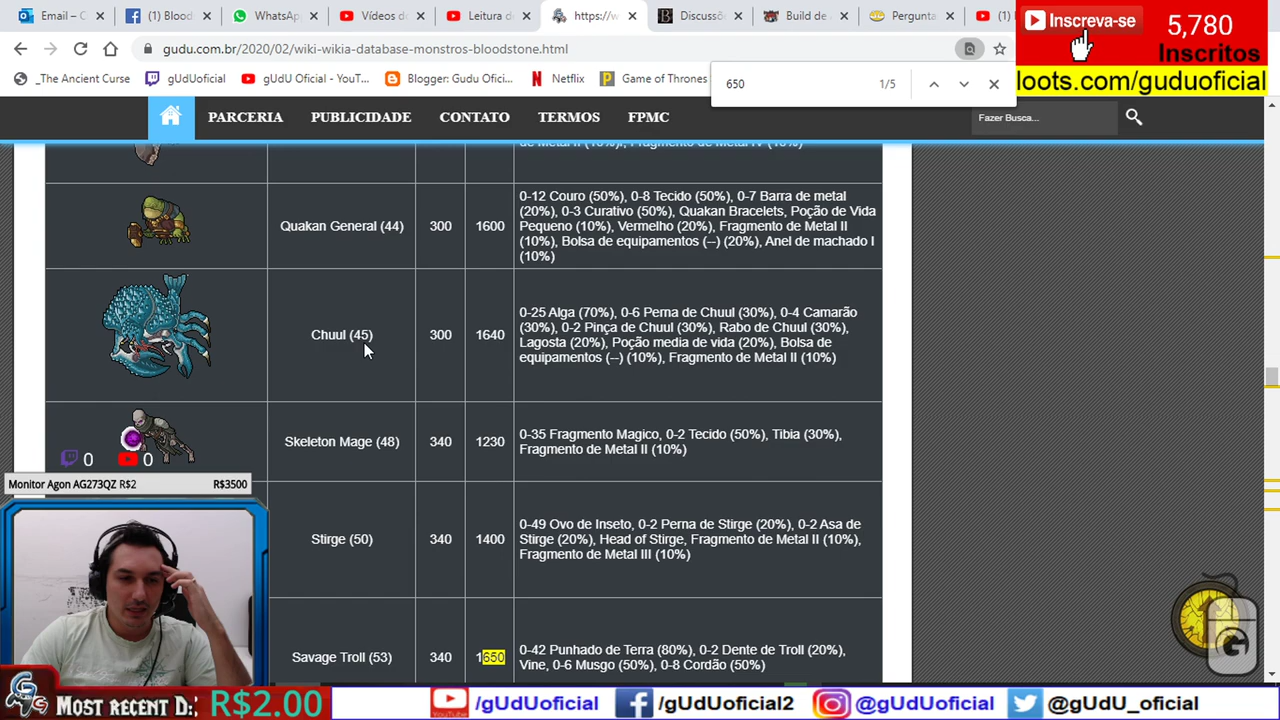 Email – C
(1) Blood
WhatsAp
Vídeos d
Leitura d
https://w
Discussõ
Build de
Pergunta
Inscreva-se
5,780
Inscritos
loots.com/guduoficial
gudu.com.br/2020/02/wiki-wikia-database-monstros-bloodstone.html
_The Ancient Curse
gUdUoficial
gUdU Oficial - YouT...
Blogger: Gudu Ofici...
Netflix
Game of Thrones
650
1/5
PARCERIA
PUBLICIDADE
CONTATO
TERMOS
FPMC
Fazer Busca...
de Metal II (10%), Fragmento de Metal IV (10%)
Quakan General (44)
300
1600
0-12 Couro (50%), 0-8 Tecido (50%), 0-7 Barra de metal
(20%), 0-3 Curativo (50%), Quakan Bracelets, Poção de Vida
Pequeno (10%), Vermelho (20%), Fragmento de Metal II
(10%), Bolsa de equipamentos (--) (20%), Anel de machado I
(10%)
Chuul (45)
300
1640
0-25 Alga (70%), 0-6 Perna de Chuul (30%), 0-4 Camarão
(30%), 0-2 Pinça de Chuul (30%), Rabo de Chuul (30%),
Lagosta (20%), Poção media de vida (20%), Bolsa de
equipamentos (--) (10%), Fragmento de Metal II (10%)
Skeleton Mage (48)
340
1230
0-35 Fragmento Magico, 0-2 Tecido (50%), Tibia (30%),
Fragmento de Metal II (10%)
0
0
Monitor Agon AG273QZ R$2
R$3500
Stirge (50)
340
1400
0-49 Ovo de Inseto, 0-2 Perna de Stirge (20%), 0-2 Asa de
Stirge (20%), Head of Stirge, Fragmento de Metal II (10%),
Fragmento de Metal III (10%)
Savage Troll (53)
340
1650
0-42 Punhado de Terra (80%), 0-2 Dente de Troll (20%),
Vine, 0-6 Musgo (50%), 0-8 Cordão (50%)
Most recent D: R$2.00
/gUdUoficial
/gUdUoficial2
@gUdUoficial
@gUdU_oficial